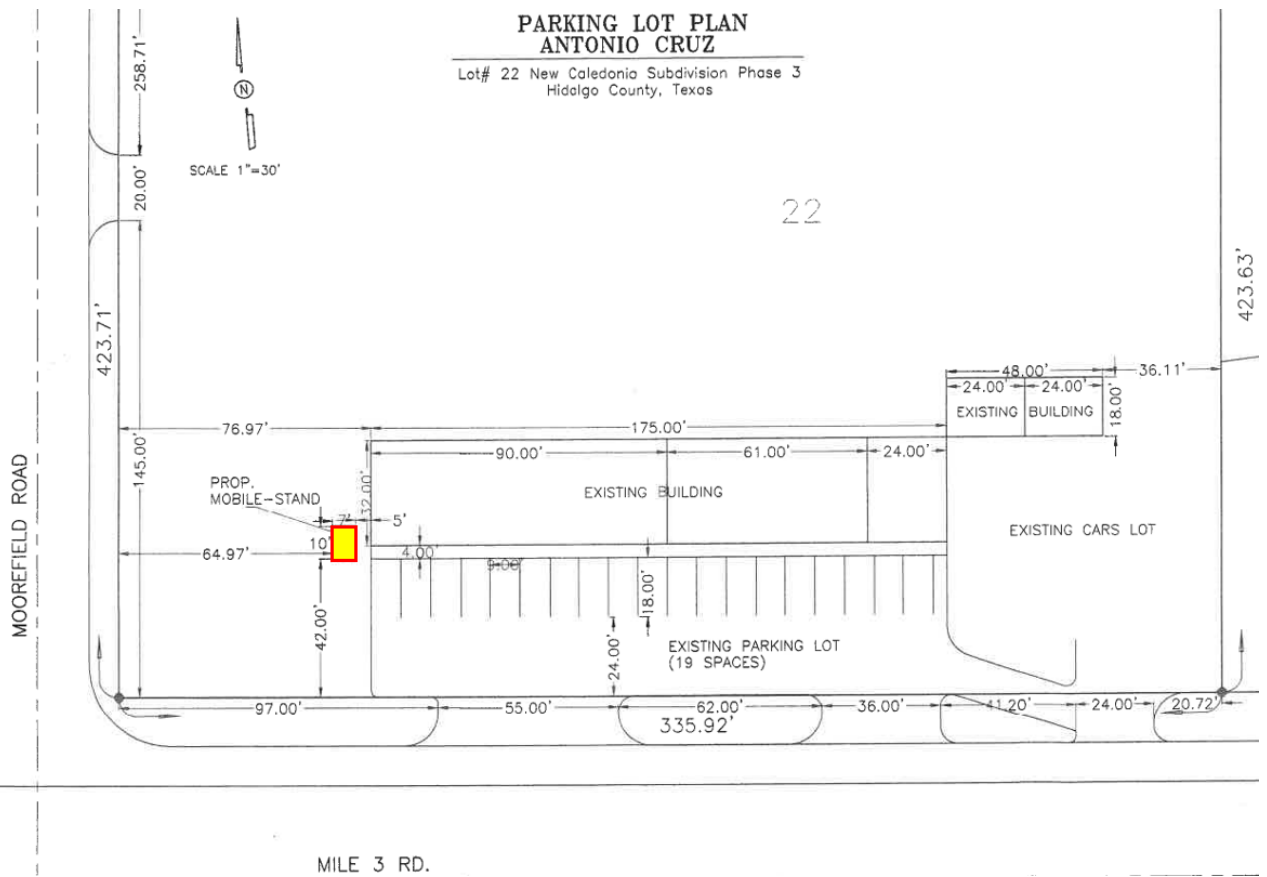 PARKING LOT PLAN
ANTONIO CRUZ
Lot# 22 New Caledonia Subdivision Phase 3
Hidalgo County, Texas
258.71'
N
SCALE 1"=30'
20.00'
22
423.71'
423.63'
145.00'
48.00'
36.11'
24.00'
24.00'
EXISTING BUILDING
18.00'
76.97'
175.00'
90.00'
61.00'
24.00'
MOOREFIELD ROAD
PROP.
MOBILE-STAND
32.00'
EXISTING BUILDING
7'
5'
EXISTING CARS LOT
10'
64.97'
4.00'
9.00'
18.00'
42.00'
24.00'
EXISTING PARKING LOT
(19 SPACES)
97.00'
55.00'
62.00'
36.00'
41.20'
24.00'
20.72'
335.92'
MILE 3 RD.